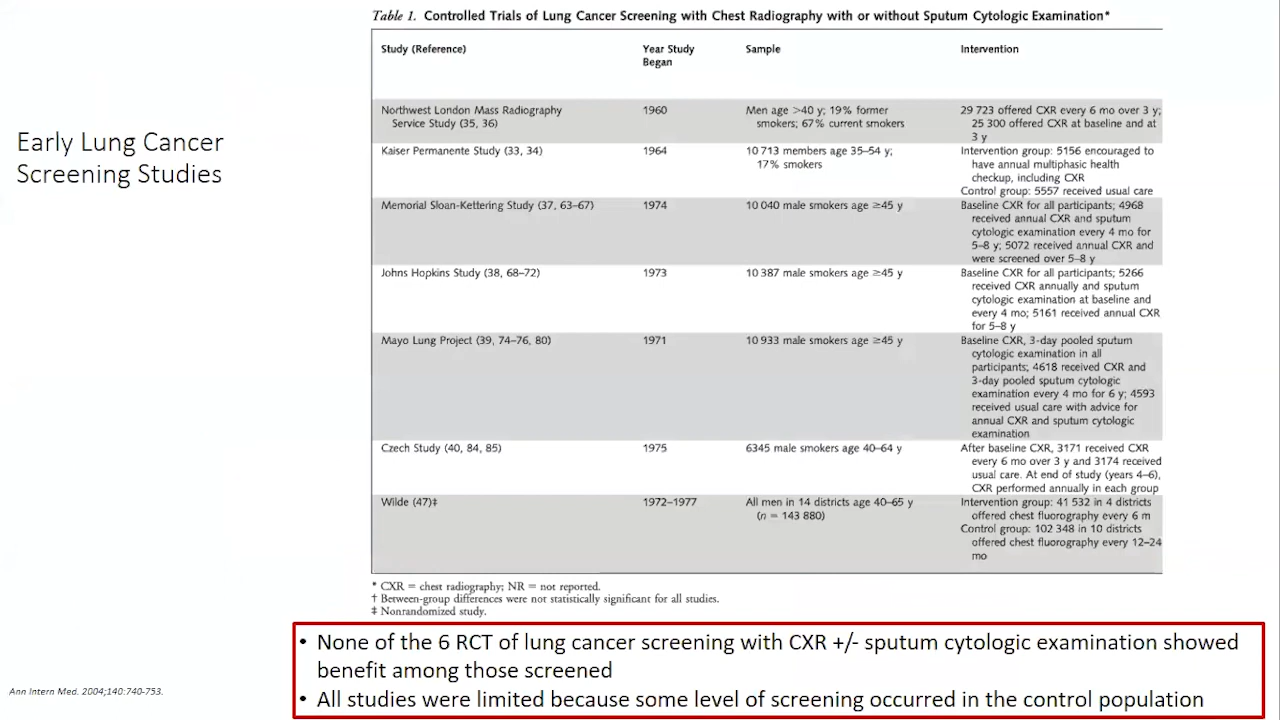 Table 1. Controlled Trials of Lung Cancer Screening with Chest Radiography with or without Sputum Cytologic Examination*
Early Lung Cancer
Screening Studies
Study (Reference) Year Study Sample Intervention
Began
Northwest London Mass Radiography 1960 Men age >40 y; 19% former 29 723 offered CXR every 6 mo over 3 y;
Service Study (35, 36) smokers; 67% current smokers 25 300 offered CXR at baseline and at
3 y
Kaiser Permanente Study (33, 34) 1964 10 713 members age 35–54 y; Intervention group: 5156 encouraged to
17% smokers have annual multiphasic health
checkup, including CXR
Control group: 5557 received usual care
Memorial Sloan-Kettering Study (37, 63–67) 1974 10 040 male smokers age ≥45 y Baseline CXR for all participants; 4968
received annual CXR and sputum
cytologic examination every 4 mo for
5–8 y; 5072 received annual CXR and
were screened over 5–8 y
Johns Hopkins Study (38, 68–72) 1973 10 387 male smokers age ≥45 y Baseline CXR for all participants; 5266
received CXR annually and sputum
cytologic examination at baseline and
every 4 mo; 5161 received annual CXR
for 5–8 y
Mayo Lung Project (39, 74–76, 80) 1971 10 933 male smokers age ≥45 y Baseline CXR, 3-day pooled sputum
cytologic examination in all
participants; 4618 received CXR and
3-day pooled sputum cytologic
examination every 4 mo for 6 y; 4593
received usual care with advice for
annual CXR and sputum cytologic
examination
Czech Study (40, 84, 85) 1975 6345 male smokers age 40–64 y After baseline CXR, 3171 received CXR
every 6 mo over 3 y and 3174 received
usual care. At end of study (years 4–6),
CXR performed annually in each group
Wilde (47)‡ 1972–1977 All men in 14 districts age 40–65 y Intervention group: 41 532 in 4 districts
(n = 143 880) offered chest fluorography every 6 m
Control group: 102 348 in 10 districts
offered chest fluorography every 12–24
mo
* CXR = chest radiography; NR = not reported.
† Between-group differences were not statistically significant for all studies.
‡ Nonrandomized study.
• None of the 6 RCT of lung cancer screening with CXR +/- sputum cytologic examination showed
benefit among those screened
• All studies were limited because some level of screening occurred in the control population
Ann Intern Med. 2004;140:740-753.